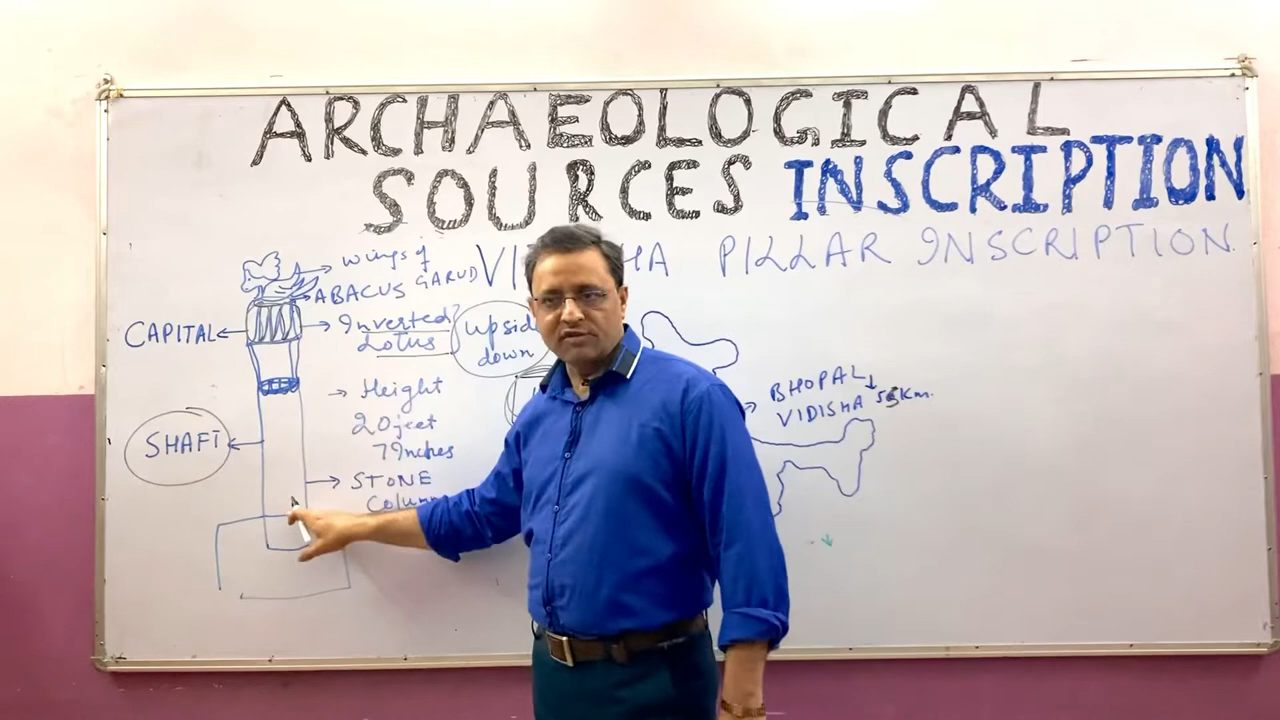 ARCHAEOLOGICAL
SOURCES INSCRIPTION
PILLAR INSCRIPTION
Wings of
GARUD
ABACUS
CAPITAL
Inverted
Lotus
down
Height
20 feet
7 Inches
SHAFT
STONE
BHOPAL
VIDISHA Km.